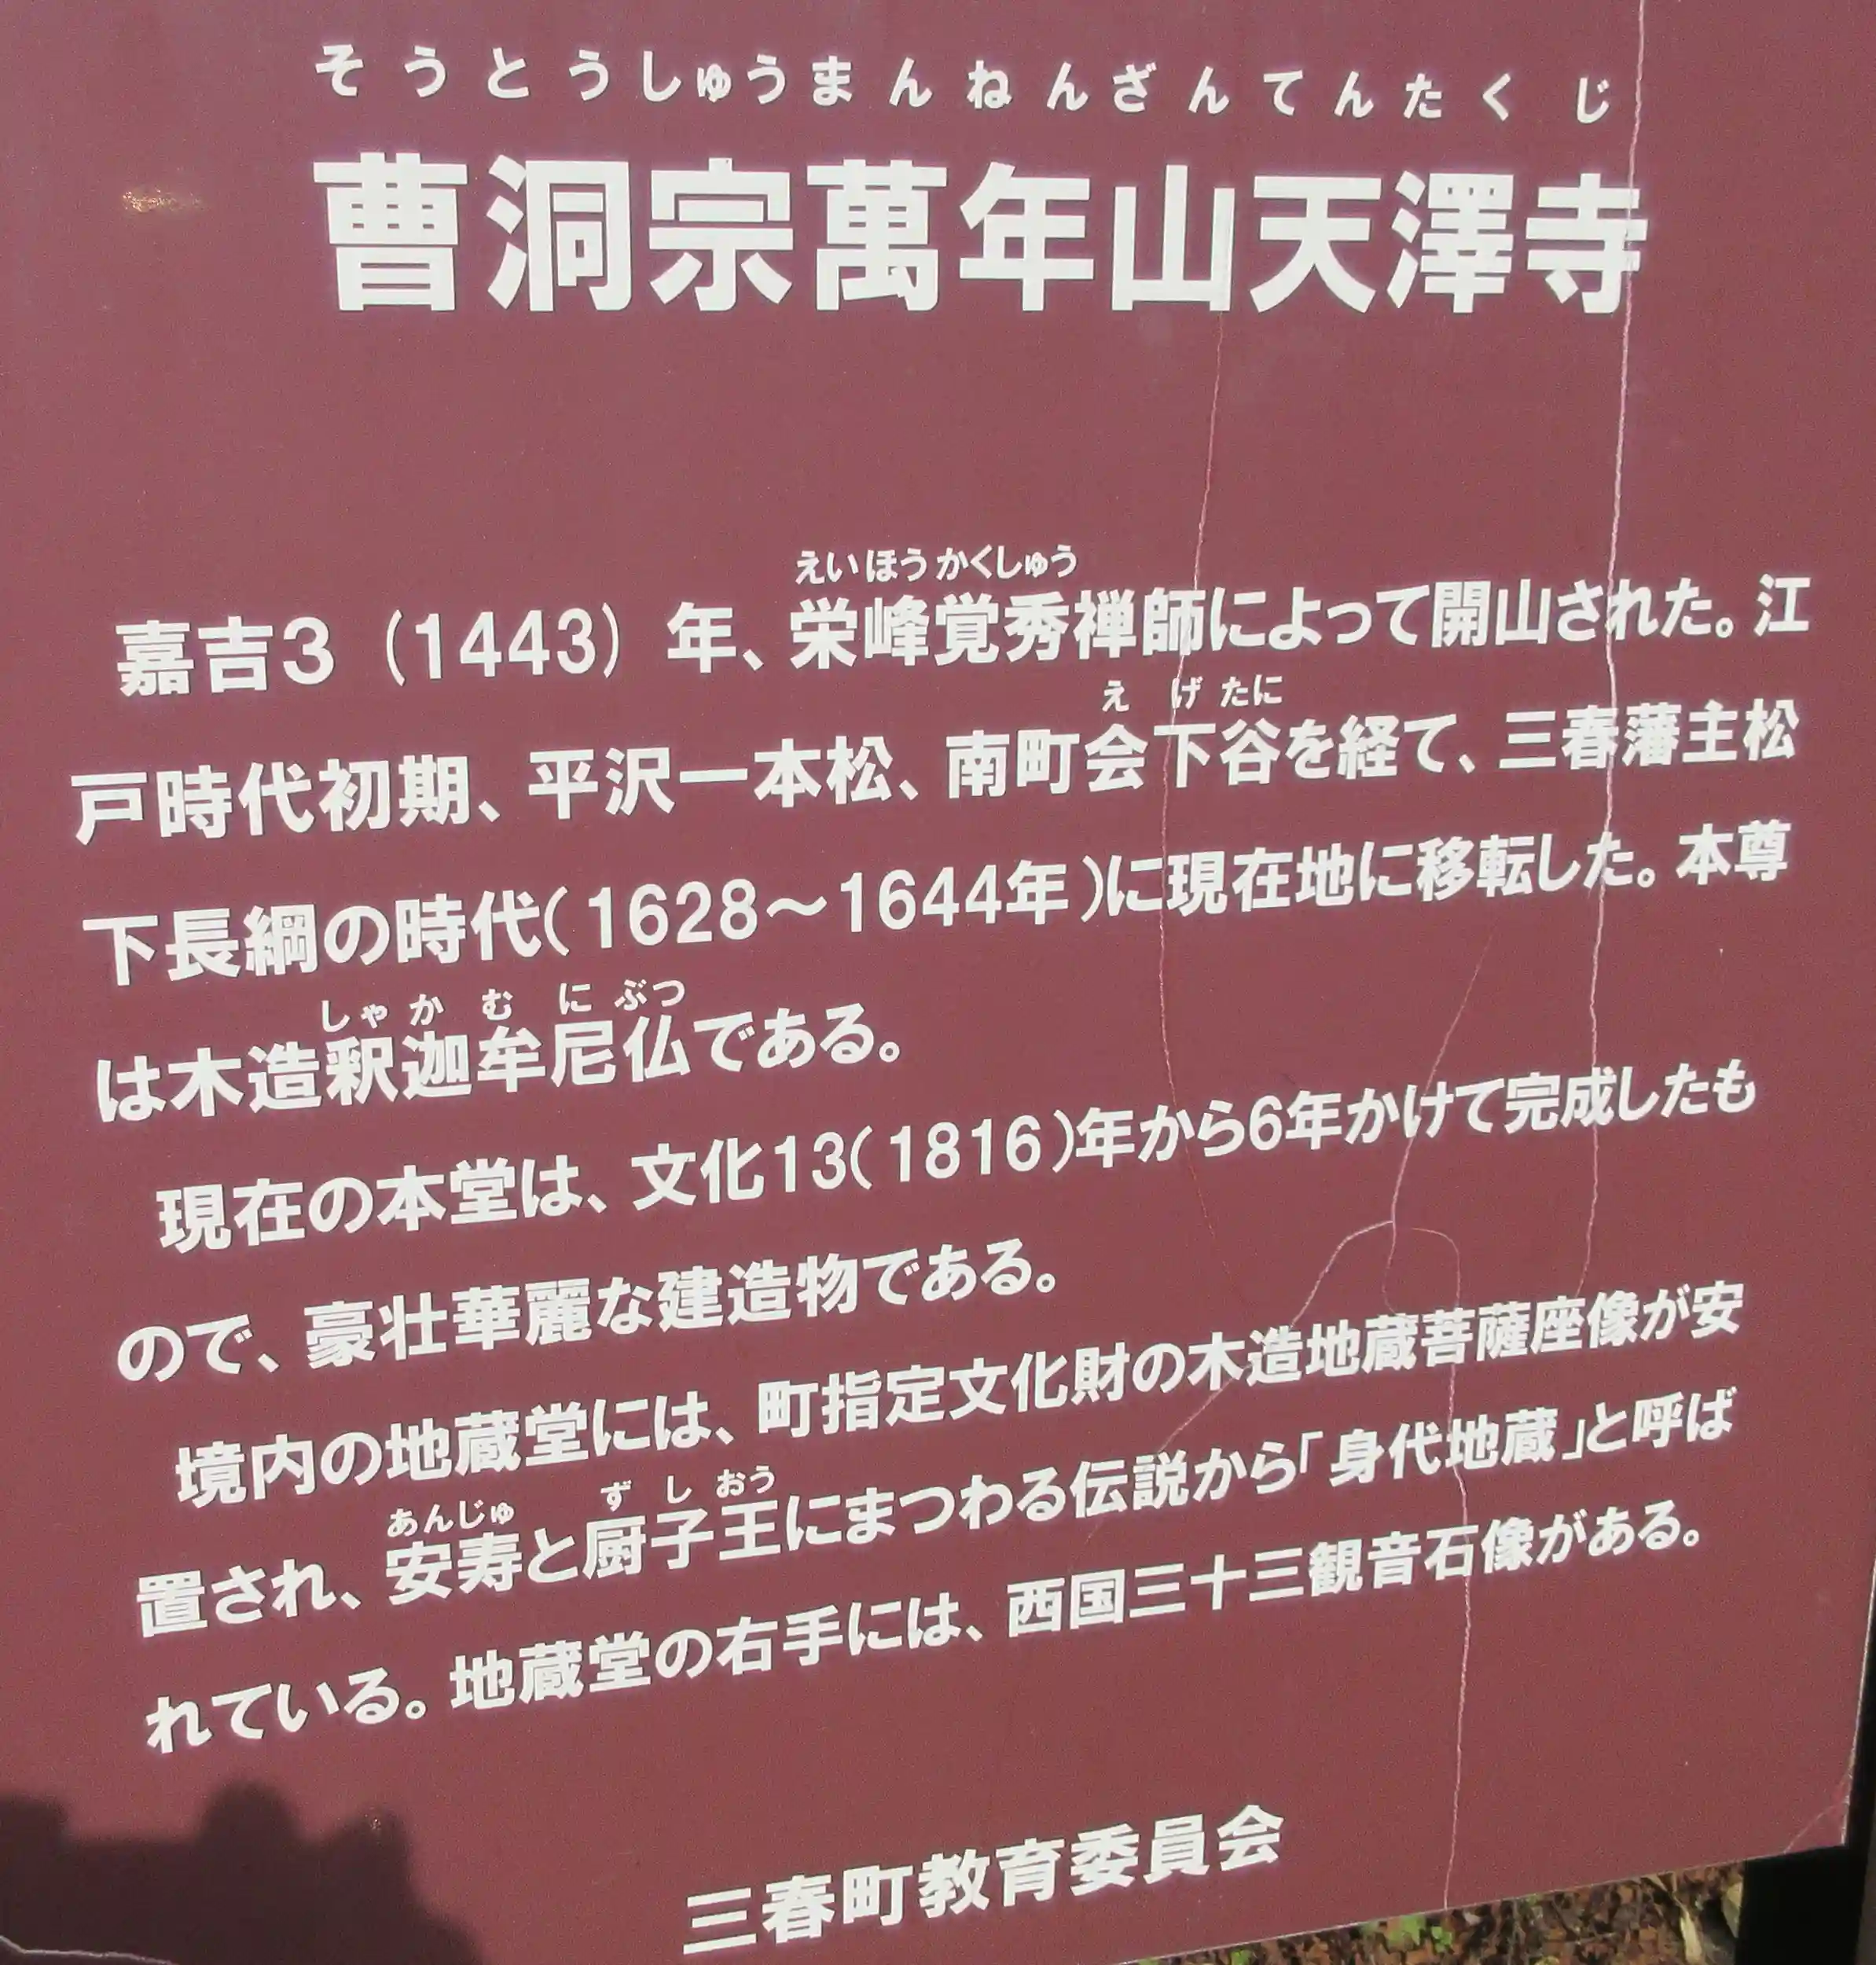 そうとうしゅうまんねんざんてんたくじ
曹洞宗萬年山天澤寺
えいほうかくしゅう
嘉吉3（1443）年、栄峰覚秀禅師によって開山された。江
えげたに
戸時代初期、平沢一本松、南町会下谷を経て、三春藩主松
下長綱の時代(1628～1644年)に現在地に移転した。本尊
しゃかむにぶつ
は木造釈迦牟尼仏である。
現在の本堂は、文化13(1816)年から6年かけて完成したも
ので、豪壮華麗な建造物である。
境内の地蔵堂には、町指定文化財の木造地蔵菩薩座像が安
あんじゅ ずしおう
置され、安寿と厨子王にまつわる伝説から「身代地蔵」と呼ば
れている。地蔵堂の右手には、西国三十三観音石像がある。
三春町教育委員会